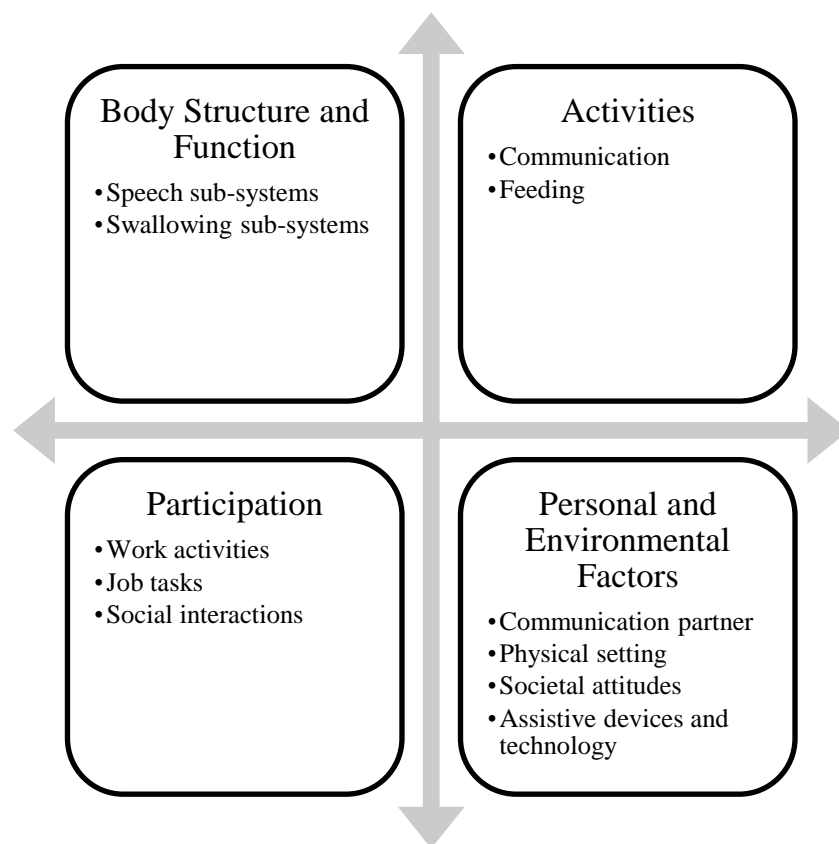 Body Structure and
Function
•Speech sub-systems
•Swallowing sub-systems
Activities
•Communication
•Feeding
Participation
•Work activities
•Job tasks
•Social interactions
Personal and
Environmental
Factors
•Communication partner
•Physical setting
•Societal attitudes
•Assistive devices and
technology